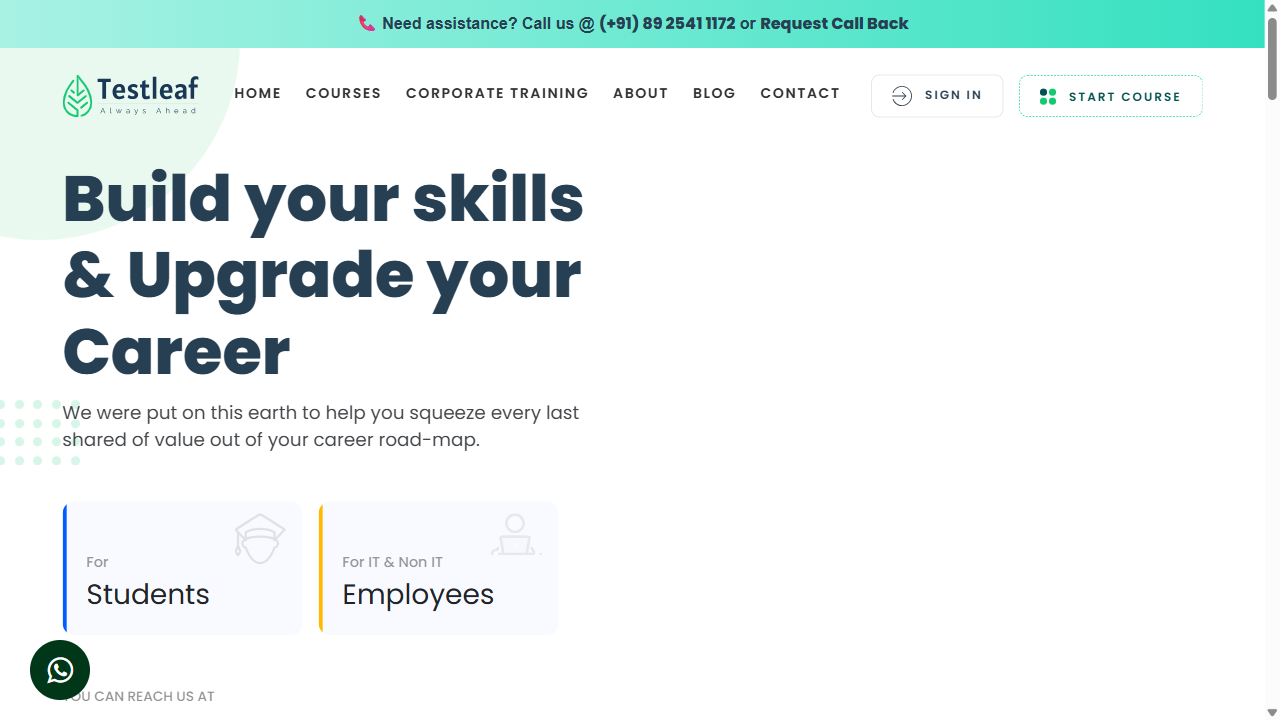 Need assistance? Call us @ (+91) 89 2541 1172 or Request Call Back
Testleaf
Always Ahead
HOME COURSES CORPORATE TRAINING ABOUT BLOG CONTACT
SIGN IN
START COURSE
Build your skills
& Upgrade your
Career
We were put on this earth to help you squeeze every last
shared of value out of your career road-map.
For
Students
For IT & Non IT
Employees
YOU CAN REACH US AT